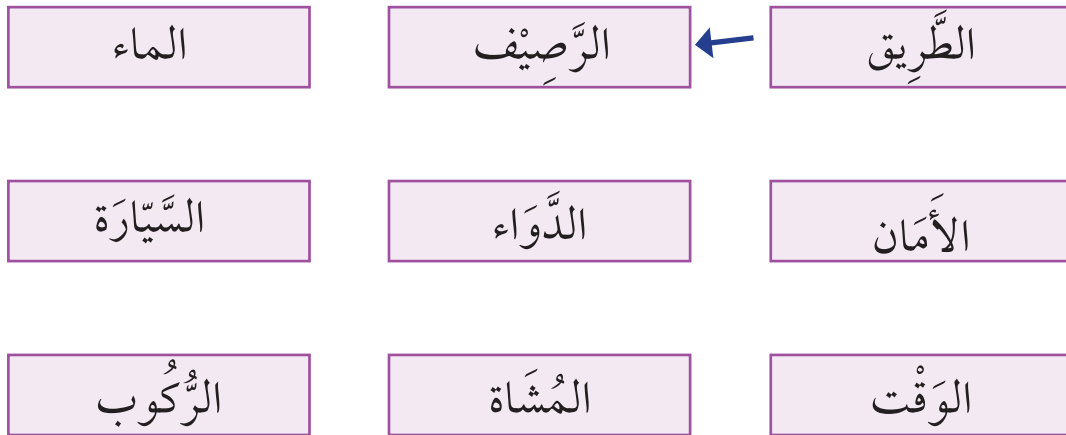 الطَّرِيق الرَّصِيْف الماء
الأَمَان الدَّوَاء السَّيّارَة
الوَقْت المُشَاة الرُّكُوب